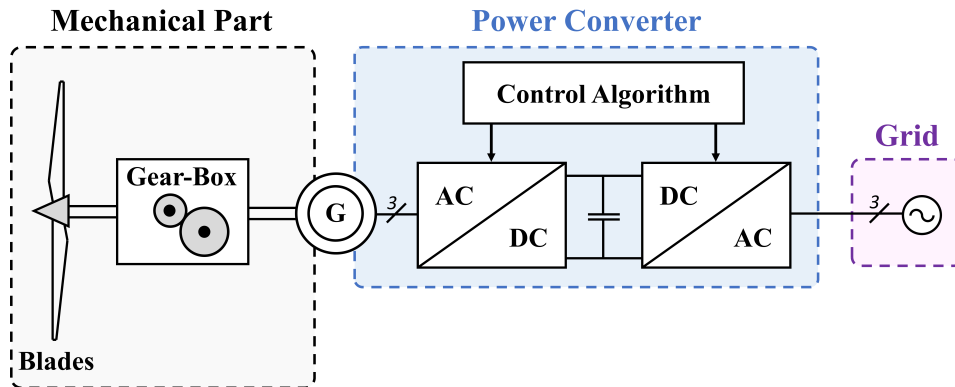 Mechanical Part
Power Converter
Control Algorithm
Grid
Gear-Box
G
3
AC
DC
DC
AC
3
Blades